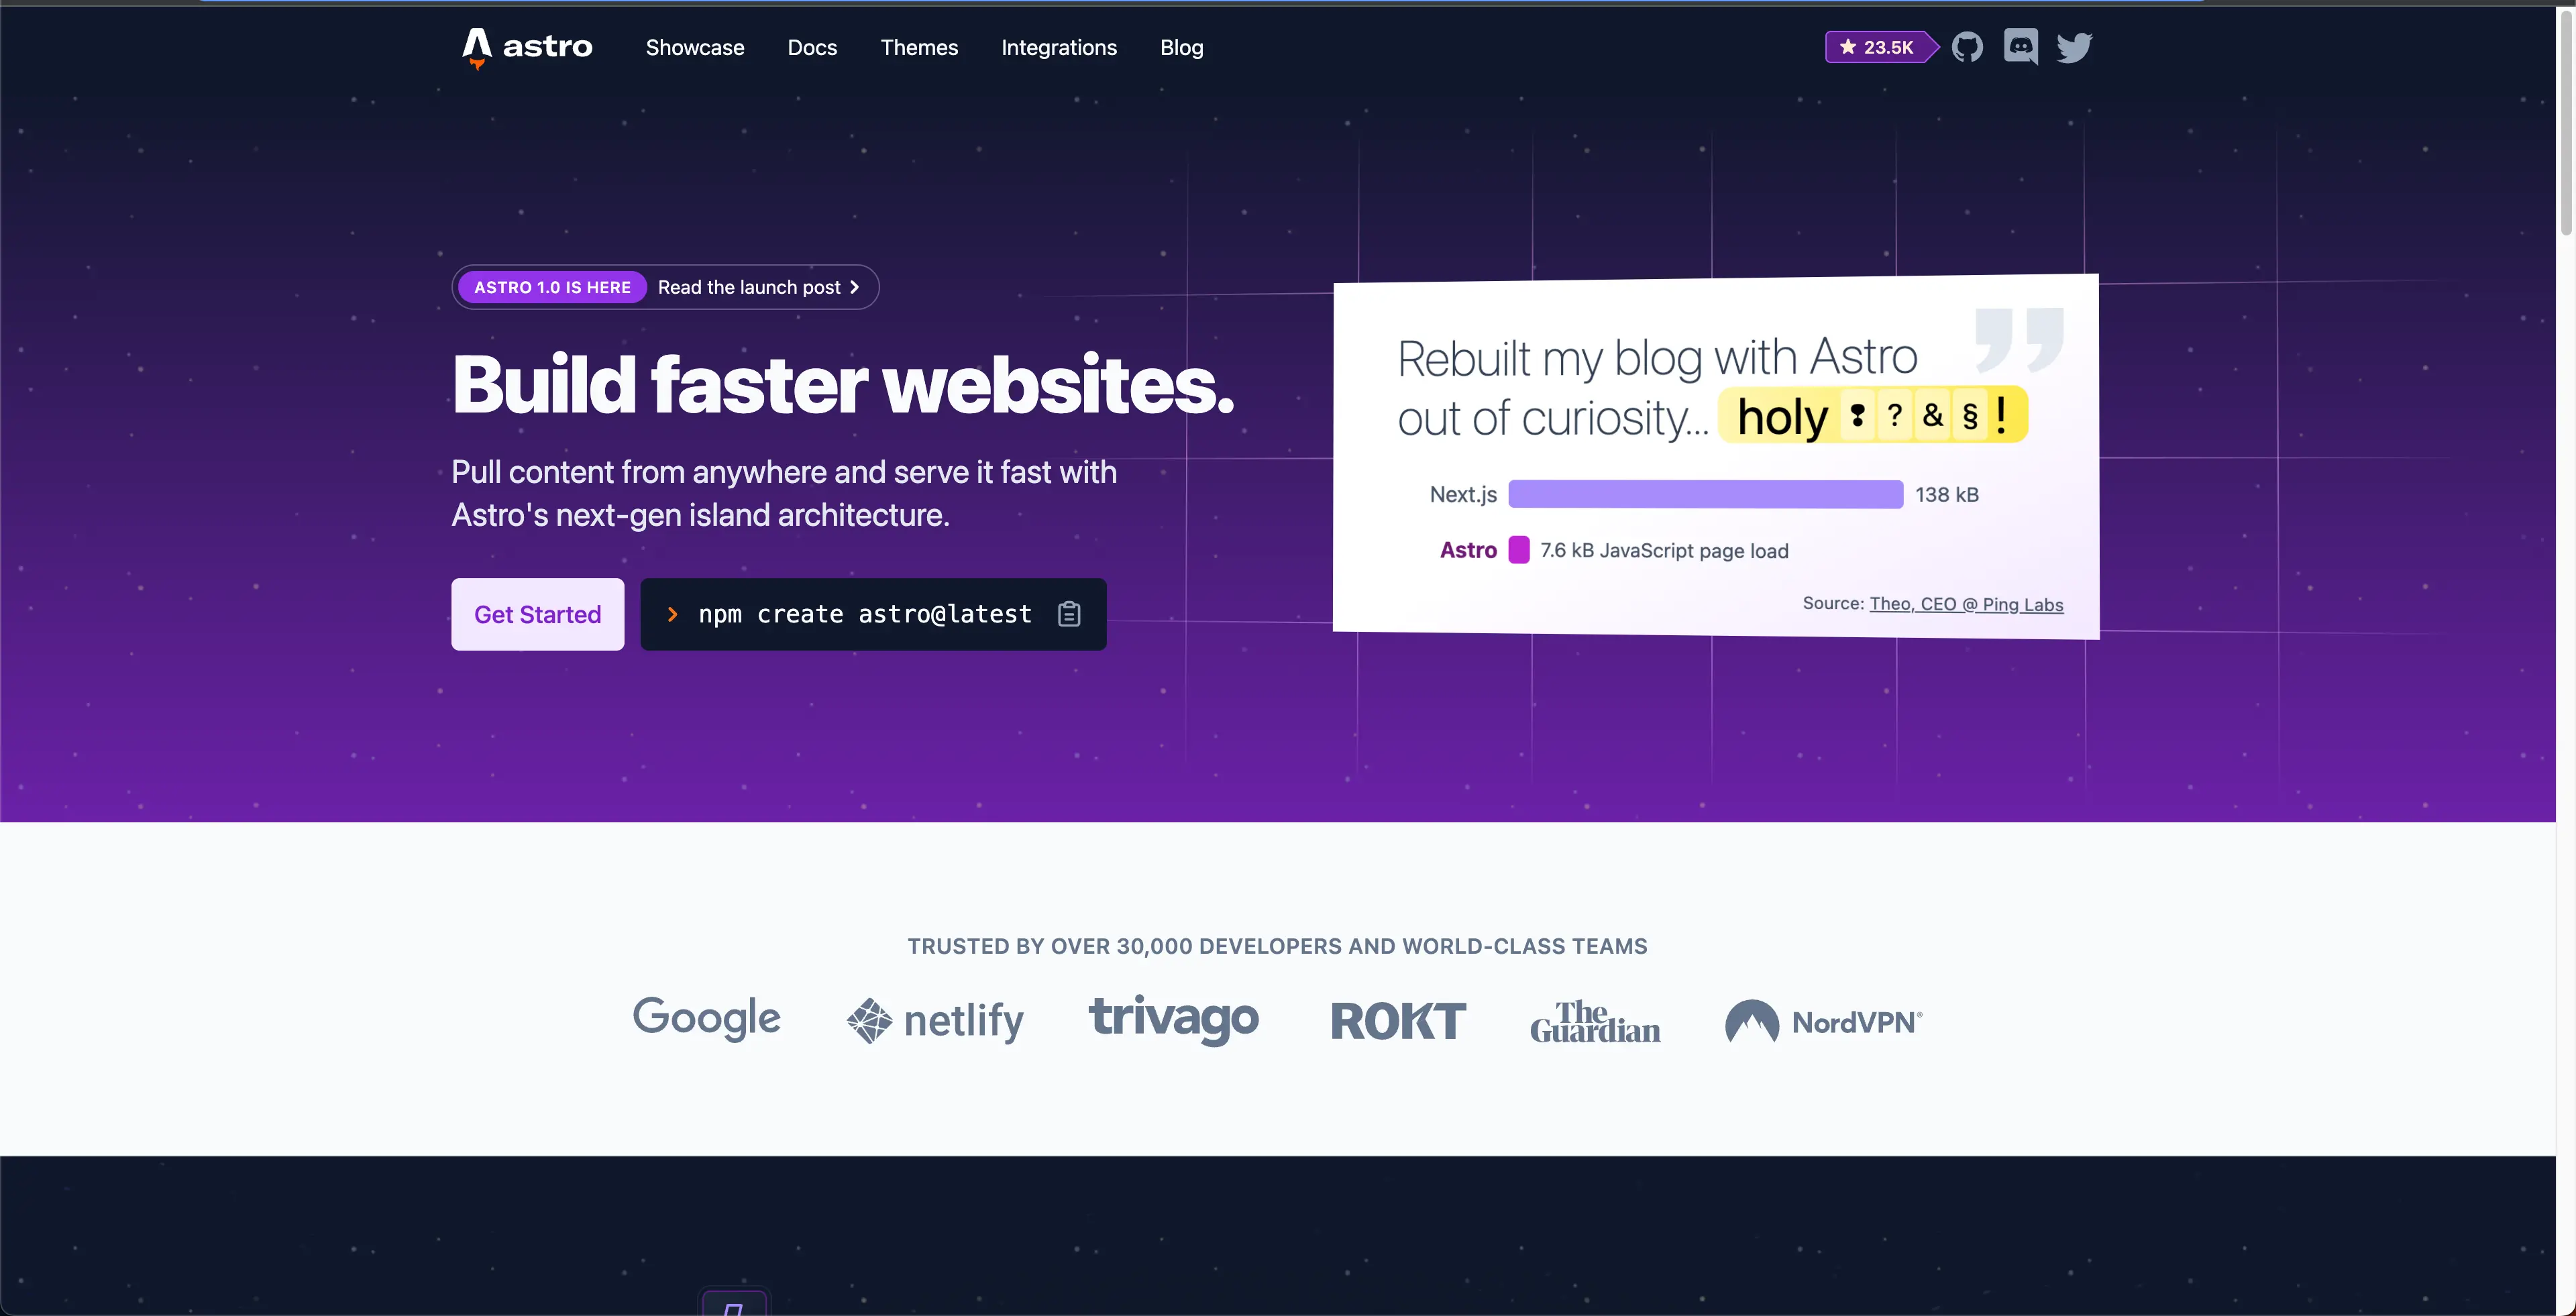 astro
Showcase
Docs
Themes
Integrations
Blog
23.5K
ASTRO 1.0 IS HERE Read the launch post
Build faster websites.
Pull content from anywhere and serve it fast with
Astro's next-gen island architecture.
Get Started
npm create astro@latest
Rebuilt my blog with Astro
out of curiosity... holy ❢ ? & § !
Next.js 138 kB
Astro 7.6 kB JavaScript page load
Source: Theo, CEO @ Ping Labs
TRUSTED BY OVER 30,000 DEVELOPERS AND WORLD-CLASS TEAMS
Google
netlify
trivago
ROKT
The
Guardian
NordVPN®